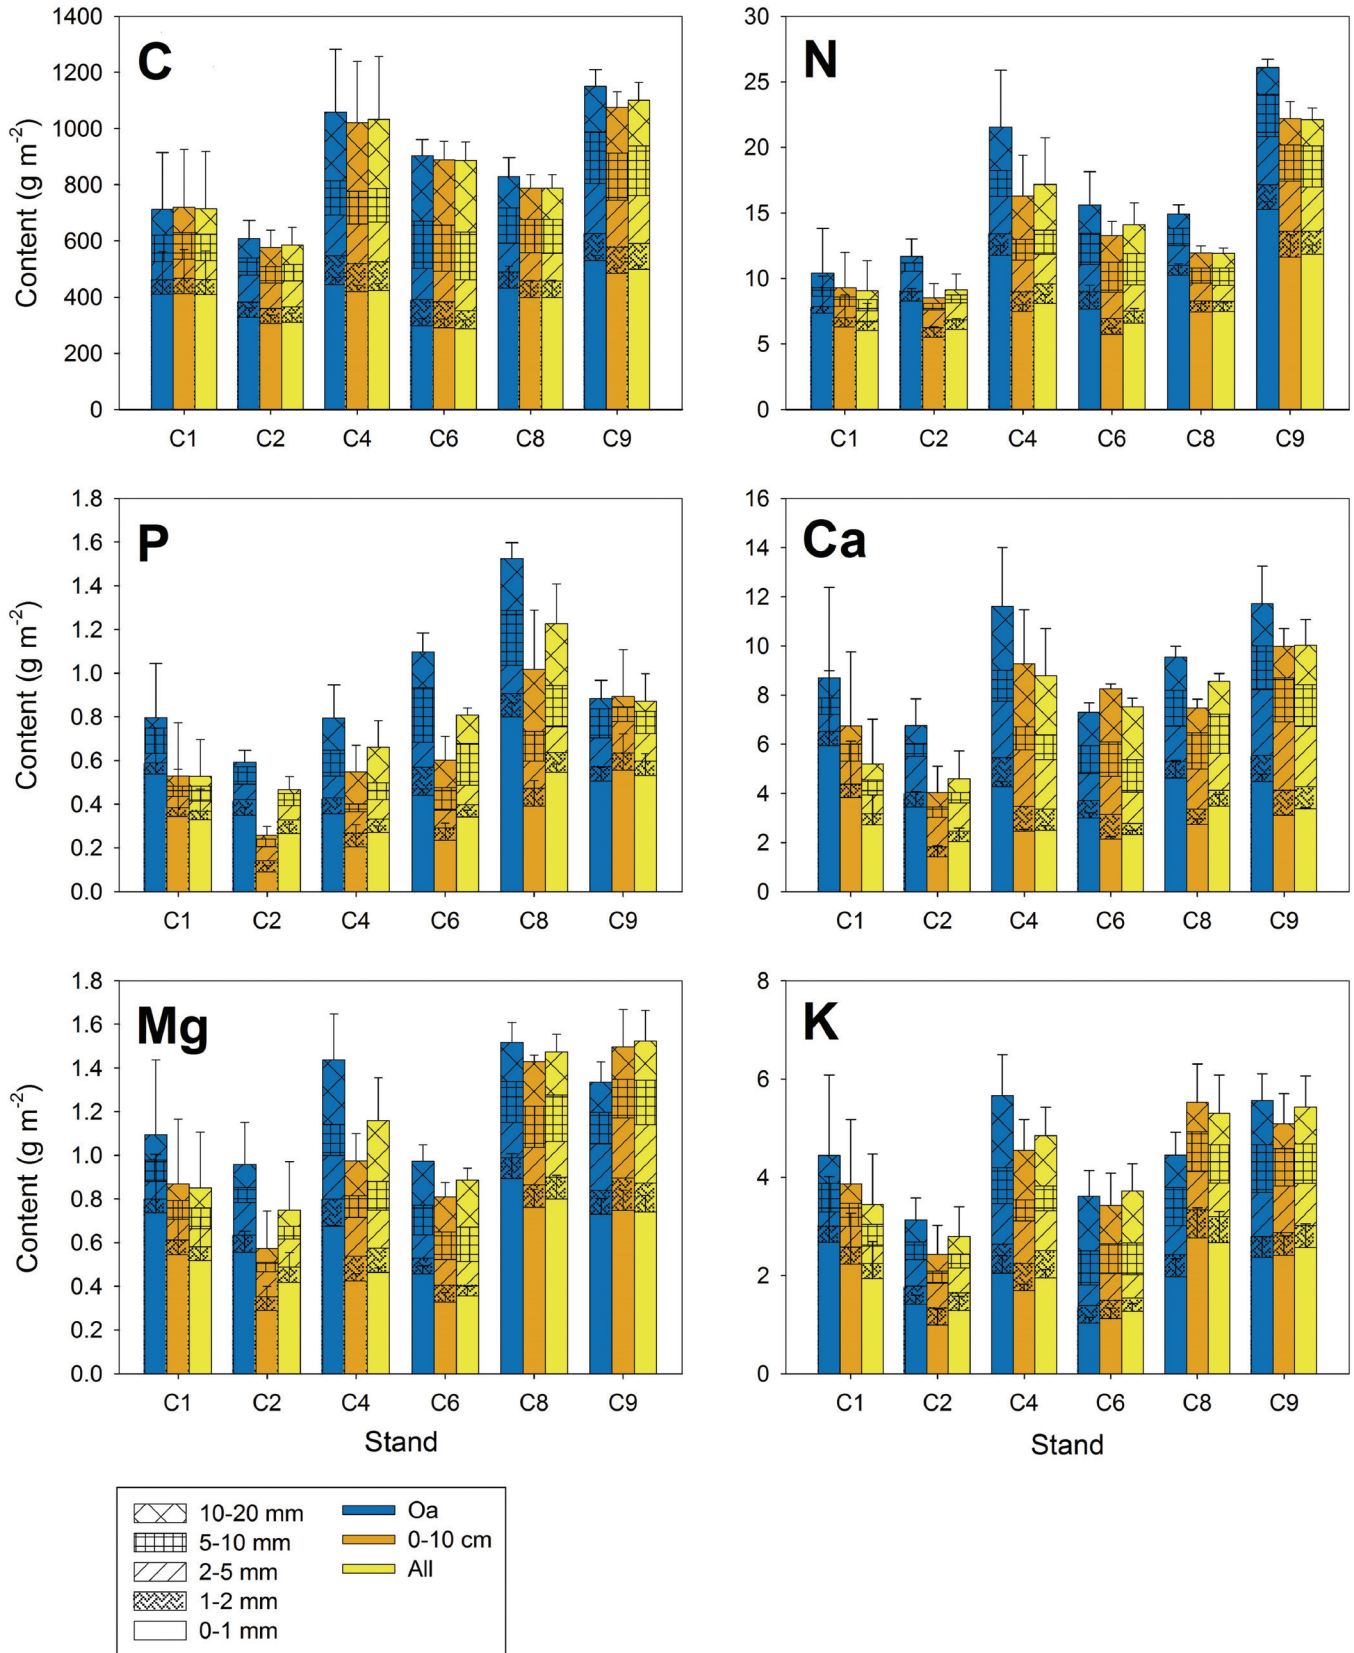 C
Content (g m-2)
1400
1200
1000
800
600
400
200
0
C1 C2 C4 C6 C8 C9
N
30
25
20
15
10
5
0
C1 C2 C4 C6 C8 C9
P
Content (g m-2)
1.8
1.6
1.4
1.2
1.0
0.8
0.6
0.4
0.2
0.0
C1 C2 C4 C6 C8 C9
Ca
16
14
12
10
8
6
4
2
0
C1 C2 C4 C6 C8 C9
Mg
Content (g m-2)
1.8
1.6
1.4
1.2
1.0
0.8
0.6
0.4
0.2
0.0
C1 C2 C4 C6 C8 C9
Stand
K
8
6
4
2
0
C1 C2 C4 C6 C8 C9
Stand
10-20 mm Oa
5-10 mm 0-10 cm
2-5 mm All
1-2 mm
0-1 mm